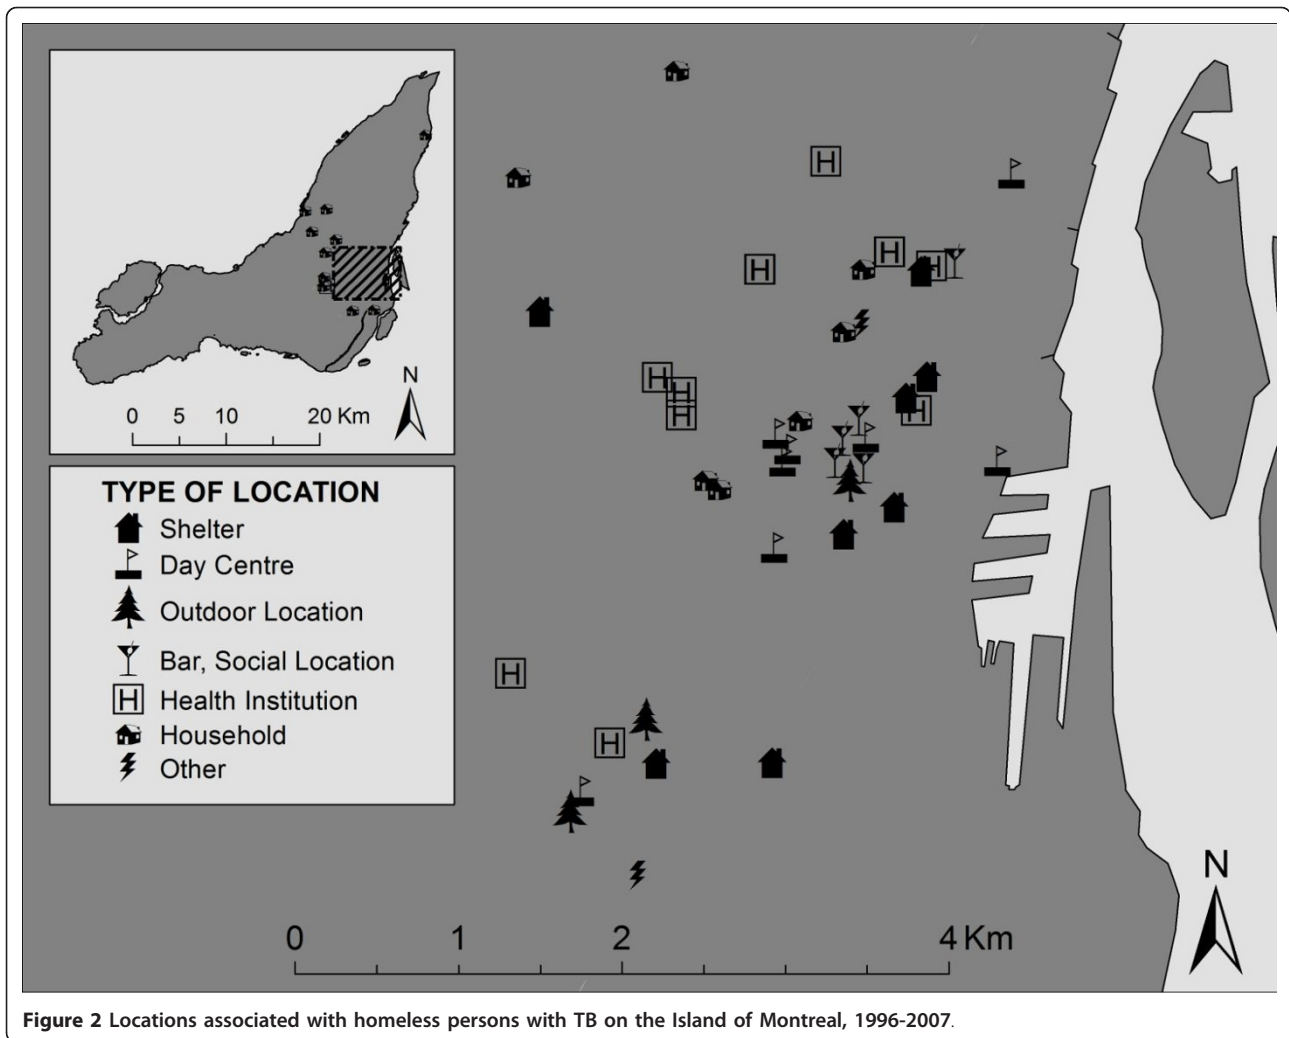 N
0 5 10 20 Km
TYPE OF LOCATION
Shelter
Day Centre
Outdoor Location
Bar, Social Location
H Health Institution
Household
Other
H
H
H
H
H
H
H
H
H
H
N
0 1 2 4 Km
Figure 2 Locations associated with homeless persons with TB on the Island of Montreal, 1996-2007.